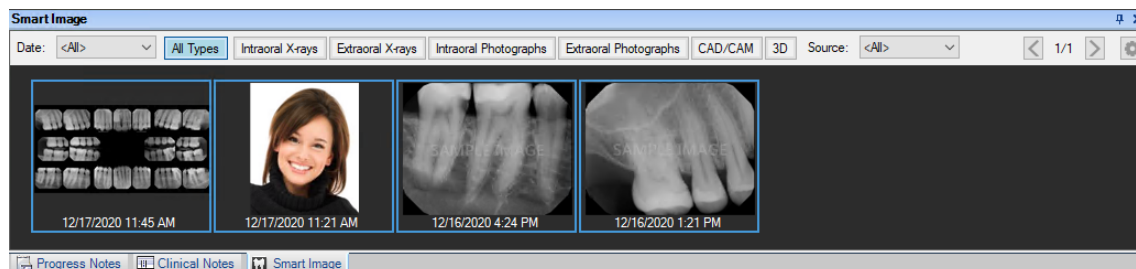 Smart Image
Date: <All> All Types Intraoral X-rays Extraoral X-rays Intraoral Photographs Extraoral Photographs CAD/CAM 3D Source: <All> 1/1
SAMPLE IMAGE SAMPLE IMAGE
12/17/2020 11:45 AM 12/17/2020 11:21 AM 12/16/2020 4:24 PM 12/16/2020 1:21 PM
Progress Notes Clinical Notes Smart Image